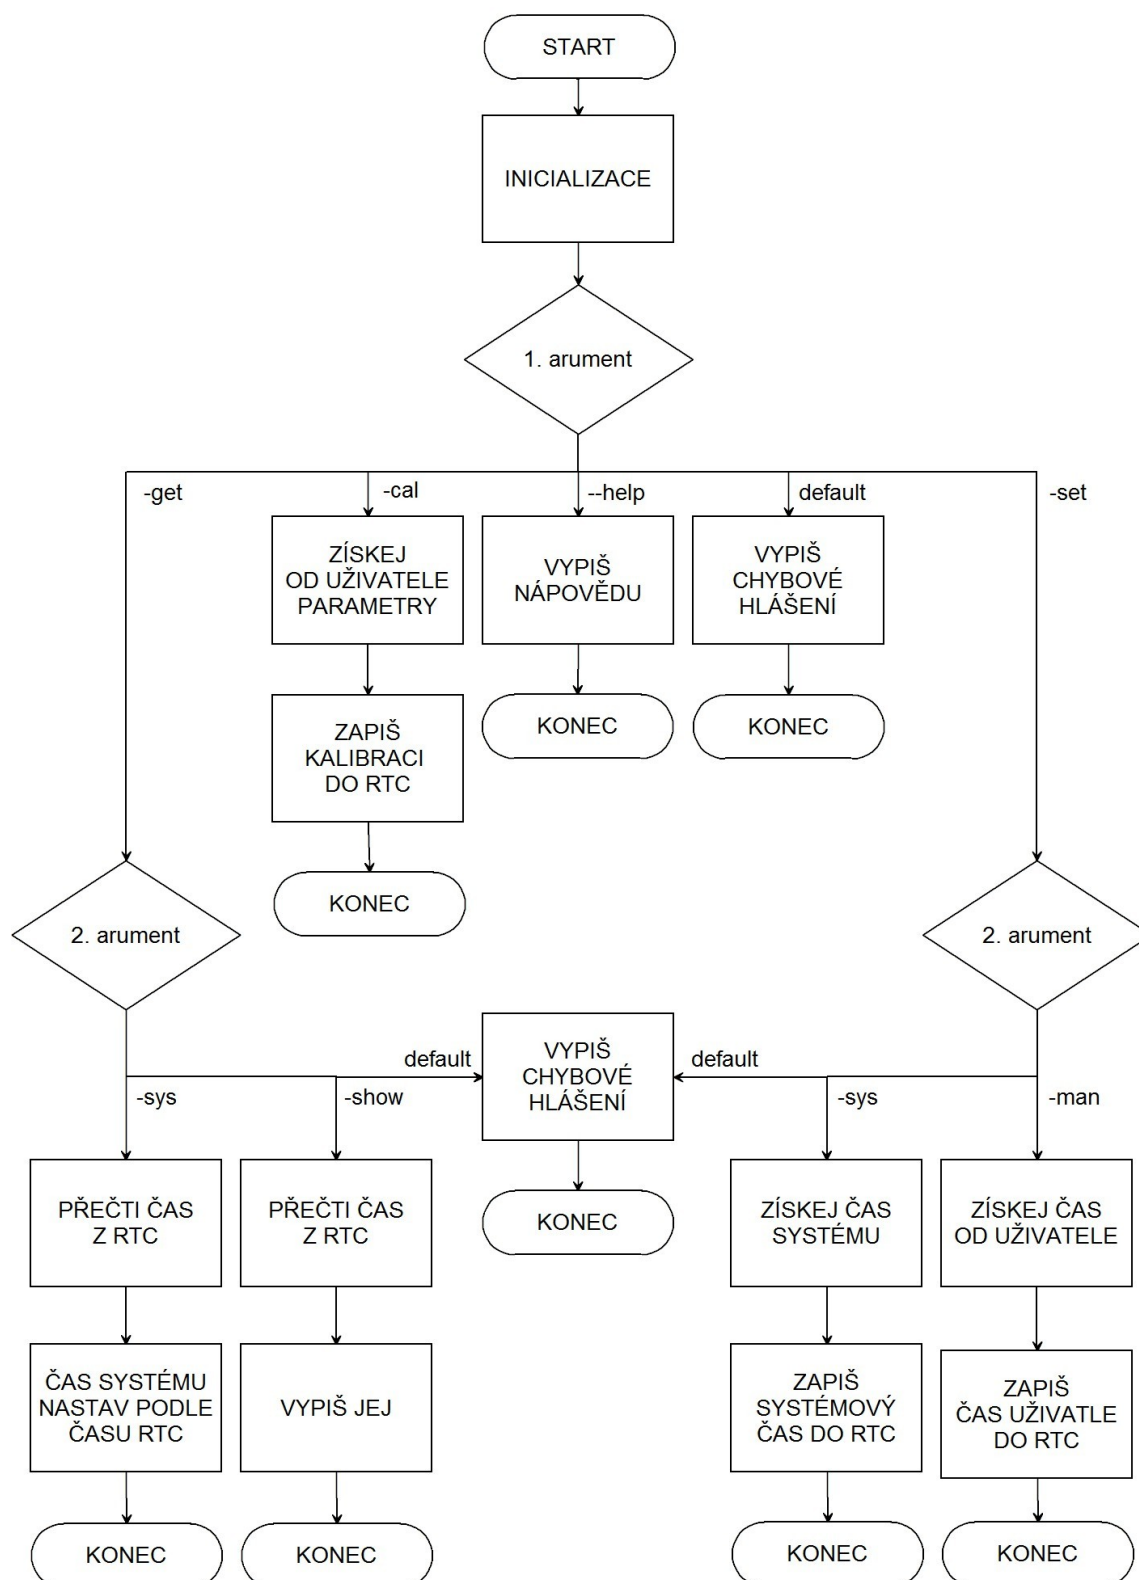 START
INICIALIZACE
1. arument
-get
-cal
--help
default
-set
ZÍSKEJ
OD UŽIVATELE
PARAMETRY
VYPIŠ
NÁPOVĚDU
VYPIŠ
CHYBOVÉ
HLÁŠENÍ
ZAPIŠ
KALIBRACI
DO RTC
KONEC
KONEC
KONEC
2. arument
2. arument
default
VYPIŠ
CHYBOVÉ
HLÁŠENÍ
default
-sys
-show
-sys
-man
PŘEČTI ČAS
Z RTC
PŘEČTI ČAS
Z RTC
KONEC
ZÍSKEJ ČAS
SYSTÉMU
ZÍSKEJ ČAS
OD UŽIVATELE
ČAS SYSTÉMU
NASTAV PODLE
ČASU RTC
VYPIŠ JEJ
ZAPIŠ
SYSTÉMOVÝ
ČAS DO RTC
ZAPIŠ
ČAS UŽIVATLE
DO RTC
KONEC
KONEC
KONEC
KONEC